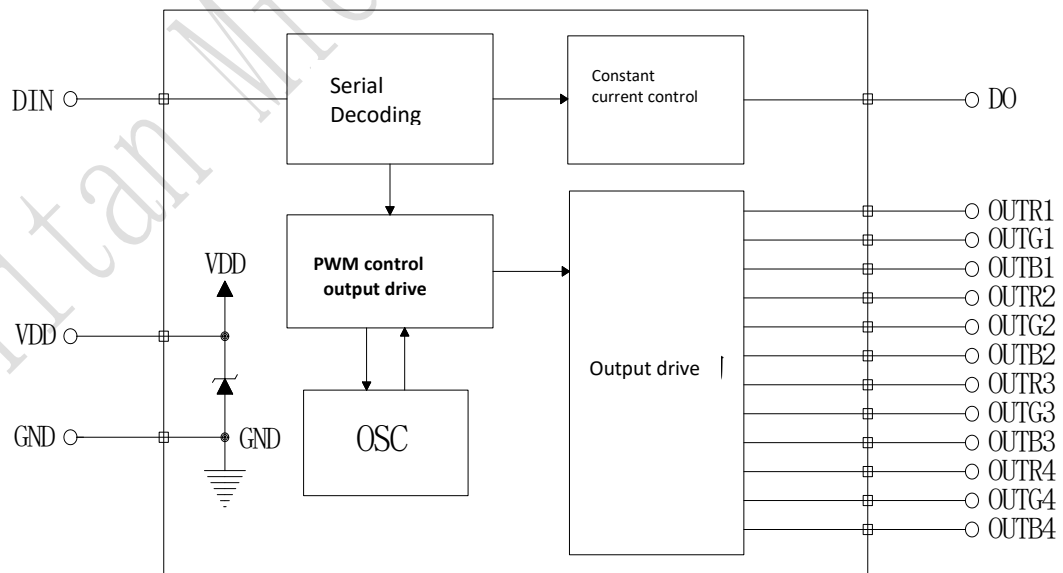 Serial
Decoding
Constant
current control
DIN
DO
OUTR1
OUTG1
OUTB1
OUTR2
OUTG2
OUTB2
OUTR3
OUTG3
OUTB3
OUTR4
OUTG4
OUTB4
PWM control
output drive
VDD
VDD
Output drive
GND
GND
OSC